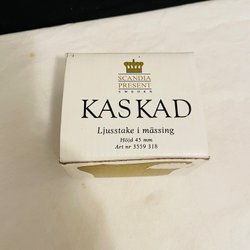 SCANDIA
PRESENT
SWEDEN
KASKAD
Ljusstake i mässing
Höjd 45 mm
Art nr 3559 318